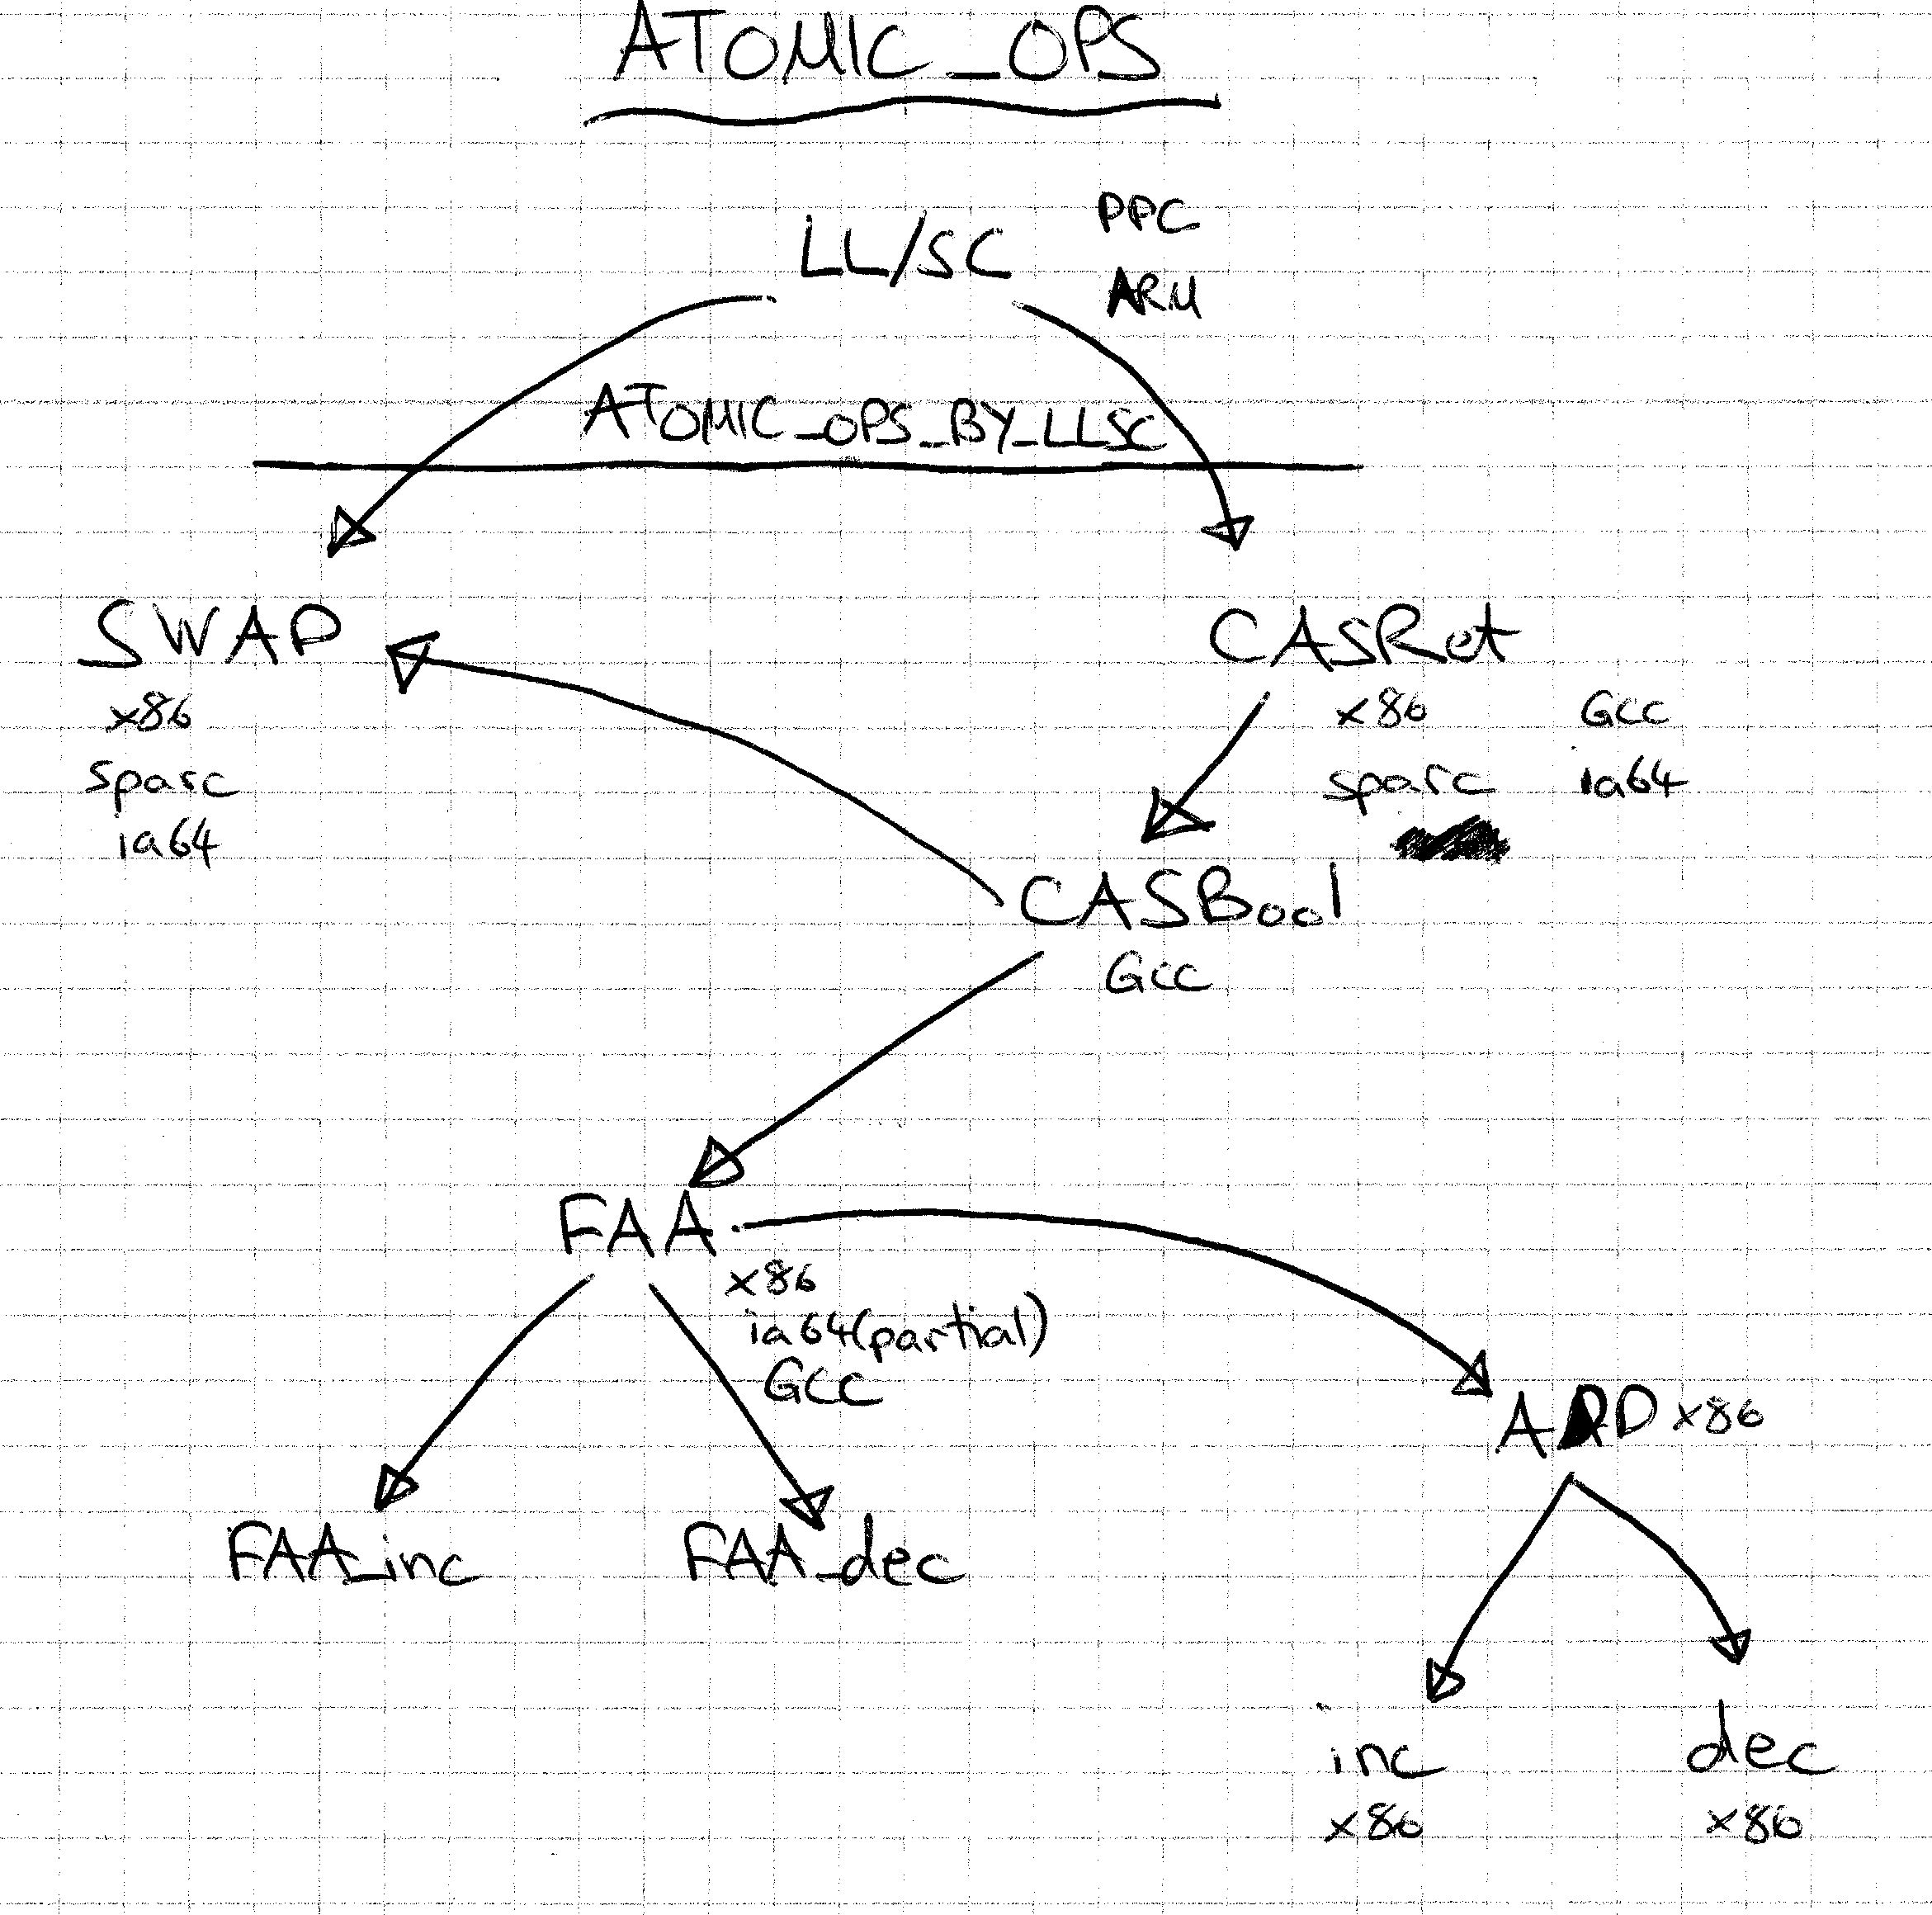 ATOMIC_OPS
LL/SC
PPC
ARM
ATOMIC_OPS_BY_LLSC
SWAP
x86
sparc
ia64
CASRet
x86 Gcc
sparc ia64
CASBool
Gcc
FAA
x86
ia64(partial)
GCC
ADD x86
FAA_inc
FAA_dec
inc
x86
dec
x86